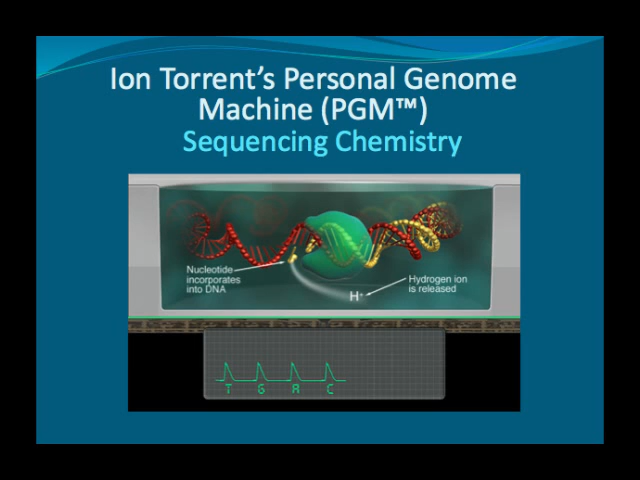 Ion Torrent’s Personal Genome
Machine (PGM™)
Sequencing Chemistry
Nucleotide
incorporates
into DNA
Hydrogen ion
is released
H+
T G A C